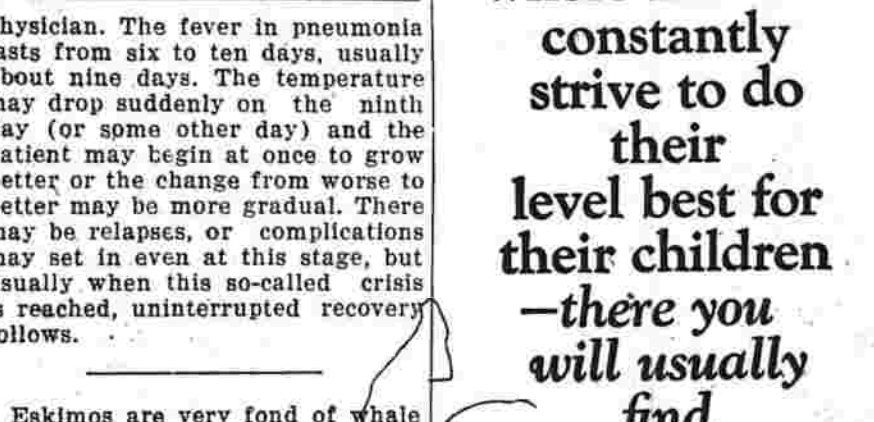 hysician. The fever in pneumonia
asts from six to ten days, usually
bout nine days. The temperature
may drop suddenly on the ninth
ay (or some other day) and the
atient may begin at once to grow
etter or the change from worse to
etter may be more gradual. There
may be relapses, or complications
may set in even at this stage, but
sually when this so-called crisis
s reached, uninterrupted recovery
ollows.
Eskimos are very fond of whale
constantly
strive to do
their
level best for
their children
—there you
will usually
find